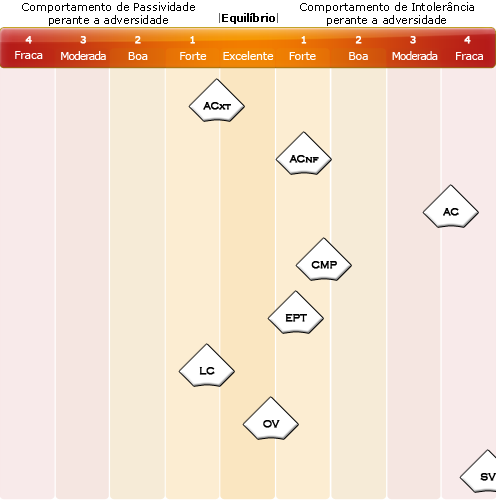 Comportamento de Passividade
perante a adversidade
|Equilíbrio|
Comportamento de Intolerância
perante a adversidade
4 3 2 1 1 2 3 4
Fraca Moderada Boa Forte Excelente Forte Boa Moderada Fraca
ACXT
ACNF
AC
CMP
EPT
LC
OV
SV